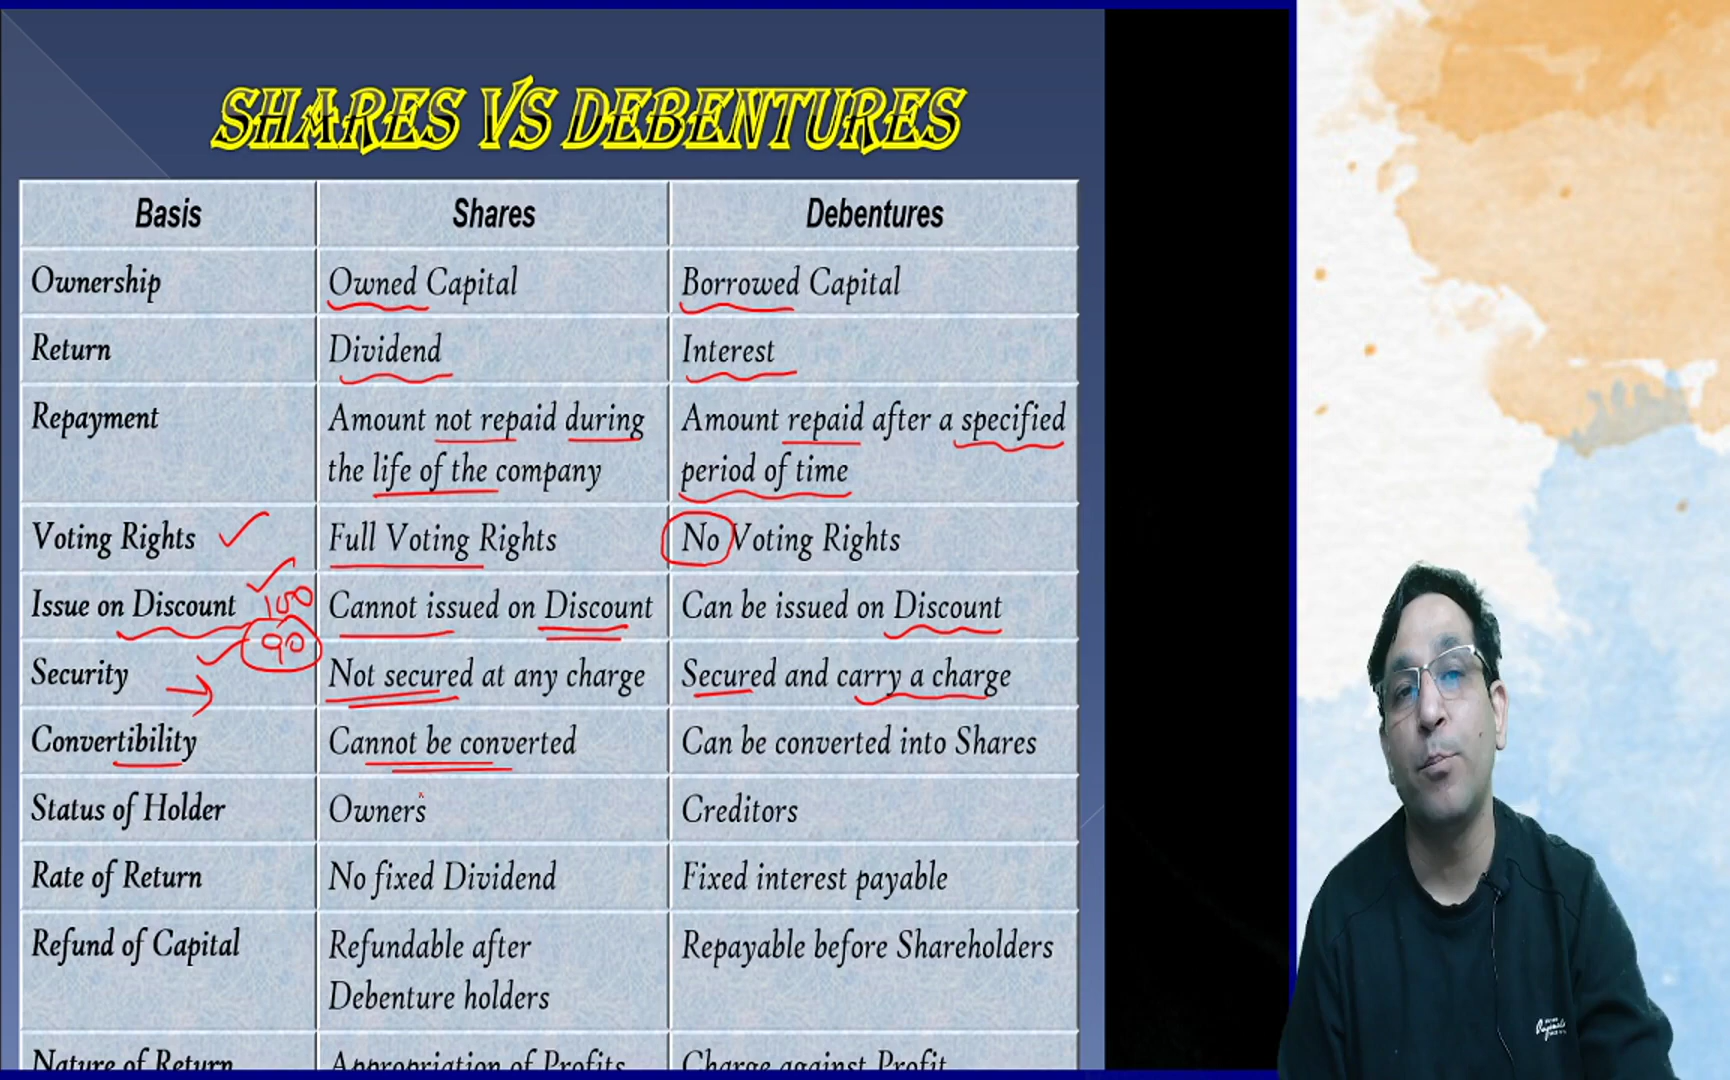 SHARES VS DEBENTURES
Basis Shares Debentures
Ownership Owned Capital Borrowed Capital
Return Dividend Interest
Repayment Amount not repaid during Amount repaid after a specified
the life of the company period of time
Voting Rights Full Voting Rights No Voting Rights
Issue on Discount 100 Cannot issued on Discount Can be issued on Discount
90
Security Not secured at any charge Secured and carry a charge
Convertibility Cannot be converted Can be converted into Shares
Status of Holder Owners Creditors
Rate of Return No fixed Dividend Fixed interest payable
Refund of Capital Refundable after Repayable before Shareholders
Debenture holders
Nature of Return Appropriation of Profits Charge against Profit